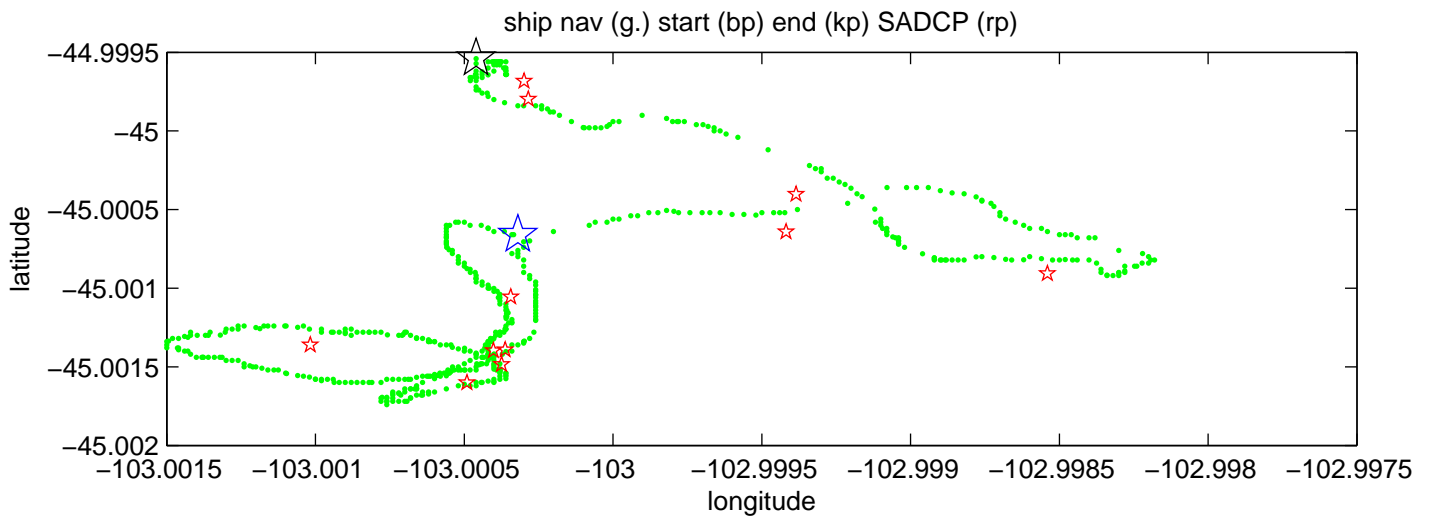 ship nav (g.) start (bp) end (kp) SADCP (rp)
−44.9995
−45
−45.0005
−45.001
−45.0015
−45.002
latitude
−103.0015 −103.001 −103.0005 −103 −102.9995 −102.999 −102.9985 −102.998 −102.9975
longitude